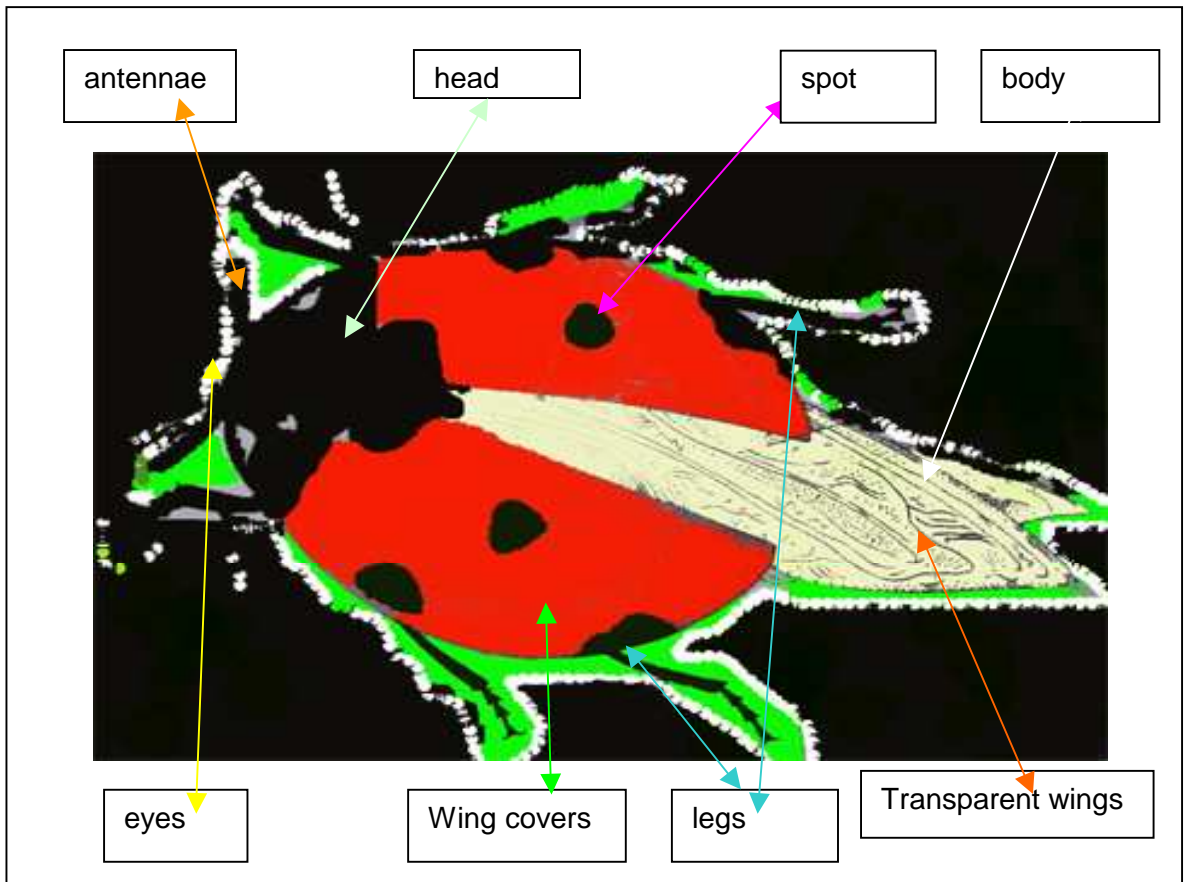 antennae
head
spot
body
eyes
Wing covers
legs
Transparent wings